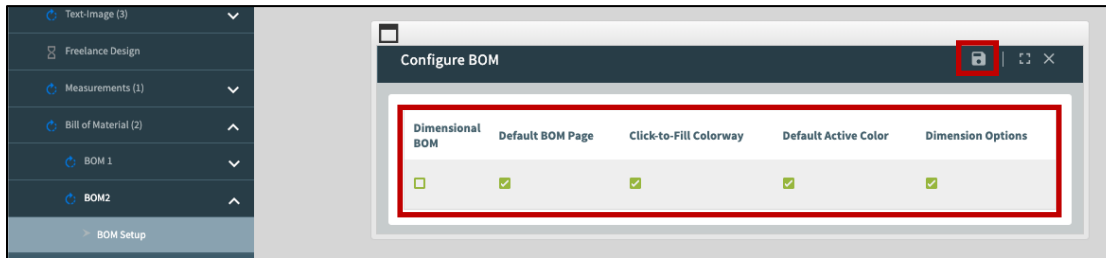 Text-Image (3)
Freelance Design
Measurements (1)
Bill of Material (2)
BOM 1
BOM2
BOM Setup
Configure BOM
Dimensional BOM
Default BOM Page
Click-to-Fill Colorway
Default Active Color
Dimension Options